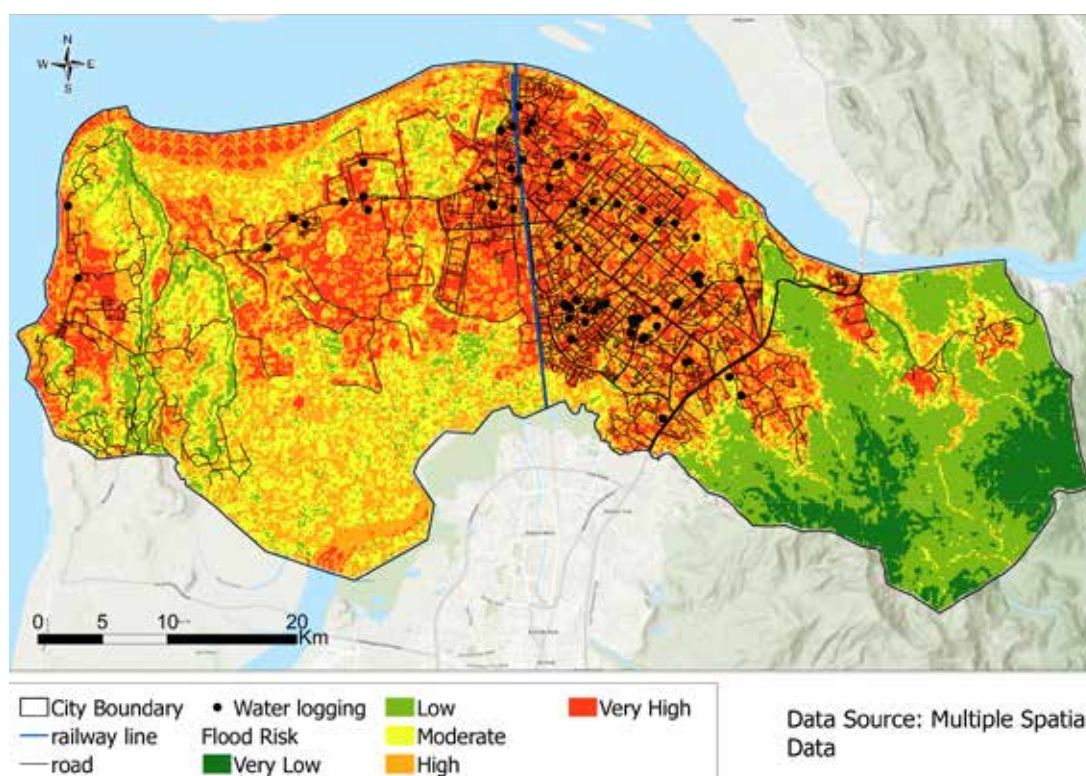 N
W E
S
0 5 10 20
Km
City Boundary
railway line
road
Water logging
Flood Risk
Very Low
Low
Moderate
High
Very High
Data Source: Multiple Spatia
Data